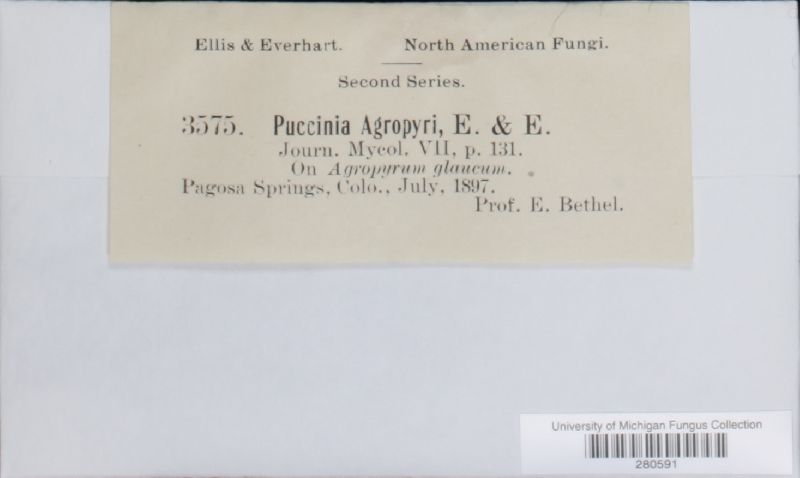 Ellis & Everhart. North American Fungi.
Second Series.
3575. Puccinia Agropyri, E. & E.
Journ. Mycol. VII, p. 131.
On Agropyrum glaucum.
Pagosa Springs, Colo., July, 1897.
Prof. E. Bethel.
University of Michigan Fungus Collection
280591